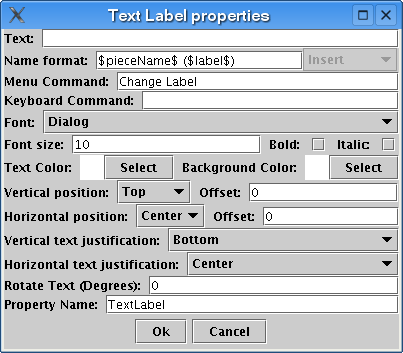 Text Label properties
Text:
Name format: $pieceName$ ($label$) Insert
Menu Command: Change Label
Keyboard Command:
Font: Dialog
Font size: 10 Bold: Italic:
Text Color: Select Background Color: Select
Vertical position: Top Offset: 0
Horizontal position: Center Offset: 0
Vertical text justification: Bottom
Horizontal text justification: Center
Rotate Text (Degrees): 0
Property Name: TextLabel
Ok Cancel